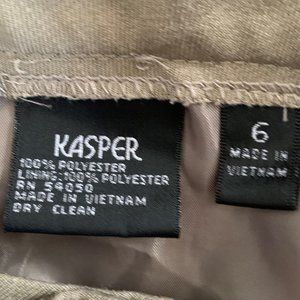 KASPER
100% POLYESTER
LINING: 100% POLYESTER
RN 54050
MADE IN VIETNAM
DRY CLEAN
6
MADE IN
VIETNAM